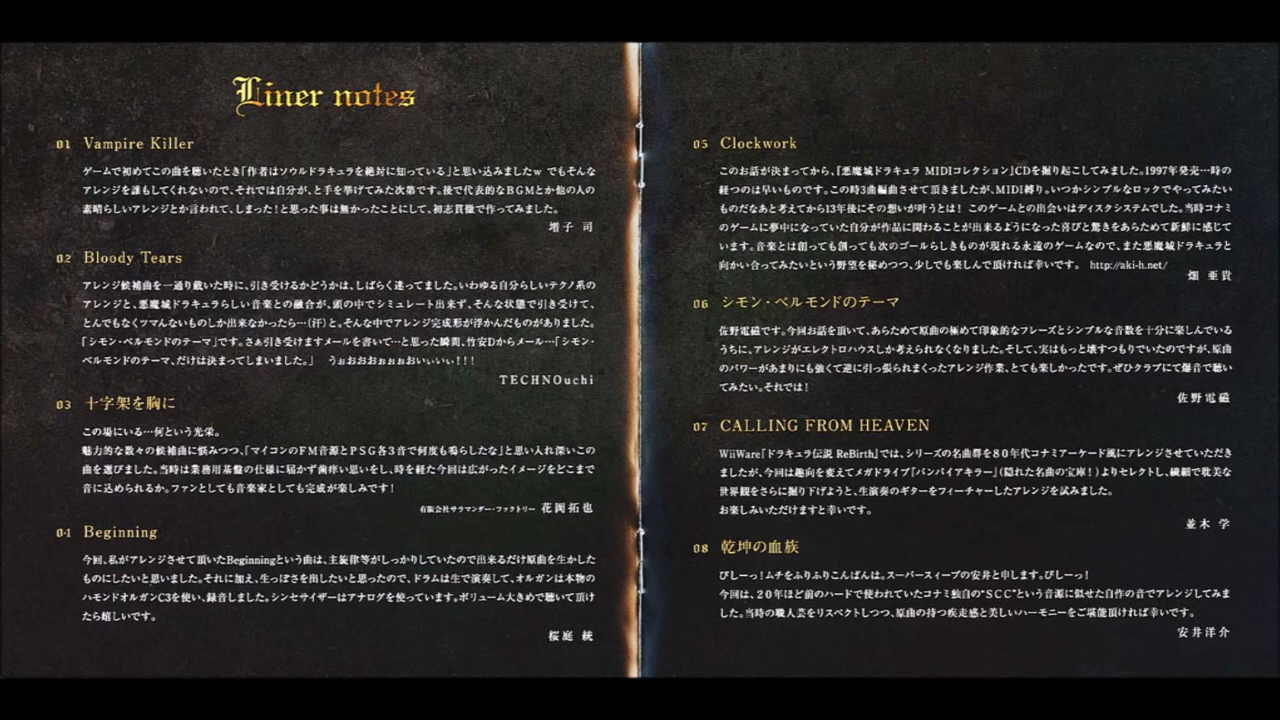 Liner notes
01 Vampire Killer
ゲームで初めてこの曲を聴いたとき「作者はソウルドラキュラを絶対に知っている」と思い込みましたｗ でもそんな
アレンジを誰もしてくれないので、それでは自分が、と手を挙げてみた次第です。後で代表的なBGMとか他の人の
素晴らしいアレンジとか言われて、しまった！と思った事は無かったことにして、初志貫徹で作ってみました。
増子 司
02 Bloody Tears
アレンジ候補曲を一通り戴いた時に、引き受けるかどうかは、しばらく迷ってました。いわゆる自分らしいテクノ系の
アレンジと、悪魔城ドラキュラらしい音楽との融合が、頭の中でシミュレート出来ず、そんな状態で引き受けて、
とんでもなくツマんないものしか出来なかったら…（汗）と。そんな中でアレンジ完成形が浮かんだものがありました。
「シモン・ベルモンドのテーマ」です。さぁ引き受けますメールを書いて…と思った瞬間、竹安Dからメール…「シモン・
ベルモンドのテーマ、だけは決まってしまいました。」 うぉおおおぉぉぉおいぃぃぃ！！！
TECHNOuchi
03 十字架を胸に
この場にいる…何という光栄。
魅力的な数々の候補曲に悩みつつ、「マイコンのFM音源とPSG各3音で何度も鳴らしたな」と思い入れ深いこの
曲を選びました。当時は業務用基盤の仕様に届かず歯痒い思いをし、時を経た今回は広がったイメージをどこまで
音に込められるか。ファンとしても音楽家としても完成が楽しみです！
有限会社サラマンダー・ファクトリー 花岡拓也
04 Beginning
今回、私がアレンジさせて頂いたBeginningという曲は、主旋律等がしっかりしていたので出来るだけ原曲を生かした
ものにしたいと思いました。それに加え、生っぽさを出したいと思ったので、ドラムは生で演奏して、オルガンは本物の
ハモンドオルガンC3を使い、録音しました。シンセサイザーはアナログを使っています。ボリューム大きめで聴いて頂け
たら嬉しいです。
桜庭 統
05 Clockwork
このお話が決まってから、『悪魔城ドラキュラ MIDIコレクション』CDを掘り起こしてみました。1997年発売…時の
経つのは早いものです。この時3曲編曲させて頂きましたが、MIDI縛り。いつかシンプルなロックでやってみたい
ものだなあと考えてから13年後にその想いが叶うとは！ このゲームとの出会いはディスクシステムでした。当時コナミ
のゲームに夢中になっていた自分が作品に関わることが出来るようになった喜びと驚きをあらためて新鮮に感じて
います。音楽とは創っても創っても次のゴールらしきものが現れる永遠のゲームなので、また悪魔城ドラキュラと
向かい合ってみたいという野望を秘めつつ、少しでも楽しんで頂ければ幸いです。 http://aki-h.net/
畑 亜貴
06 シモン・ベルモンドのテーマ
佐野電磁です。今回お話を頂いて、あらためて原曲の極めて印象的なフレーズとシンプルな音数を十分に楽しんでいる
うちに、アレンジがエレクトロハウスしか考えられなくなりました。そして、実はもっと壊すつもりでいたのですが、原曲
のパワーがあまりにも強くて逆に引っ張られまくったアレンジ作業、とても楽しかったです。ぜひクラブにて爆音で聴い
てみたい。それでは！
佐野電磁
07 CALLING FROM HEAVEN
WiiWare『ドラキュラ伝説 ReBirth』では、シリーズの名曲群を80年代コナミアーケード風にアレンジさせていただき
ましたが、今回は趣向を変えてメガドライブ『バンパイアキラー』（隠れた名曲の宝庫！）よりセレクトし、繊細で耽美な
世界観をさらに掘り下げようと、生演奏のギターをフィーチャーしたアレンジを試みました。
お楽しみいただけますと幸いです。
並木 学
08 乾坤の血族
ぴしーっ！ムチをふりふりこんばんは。スーパースィープの安井と申します。ぴしーっ！
今回は、20年ほど前のハードで使われていたコナミ独自の"SCC"という音源に似せた自作の音でアレンジしてみま
した。当時の職人芸をリスペクトしつつ、原曲の持つ疾走感と美しいハーモニーをご堪能頂ければ幸いです。
安井洋介